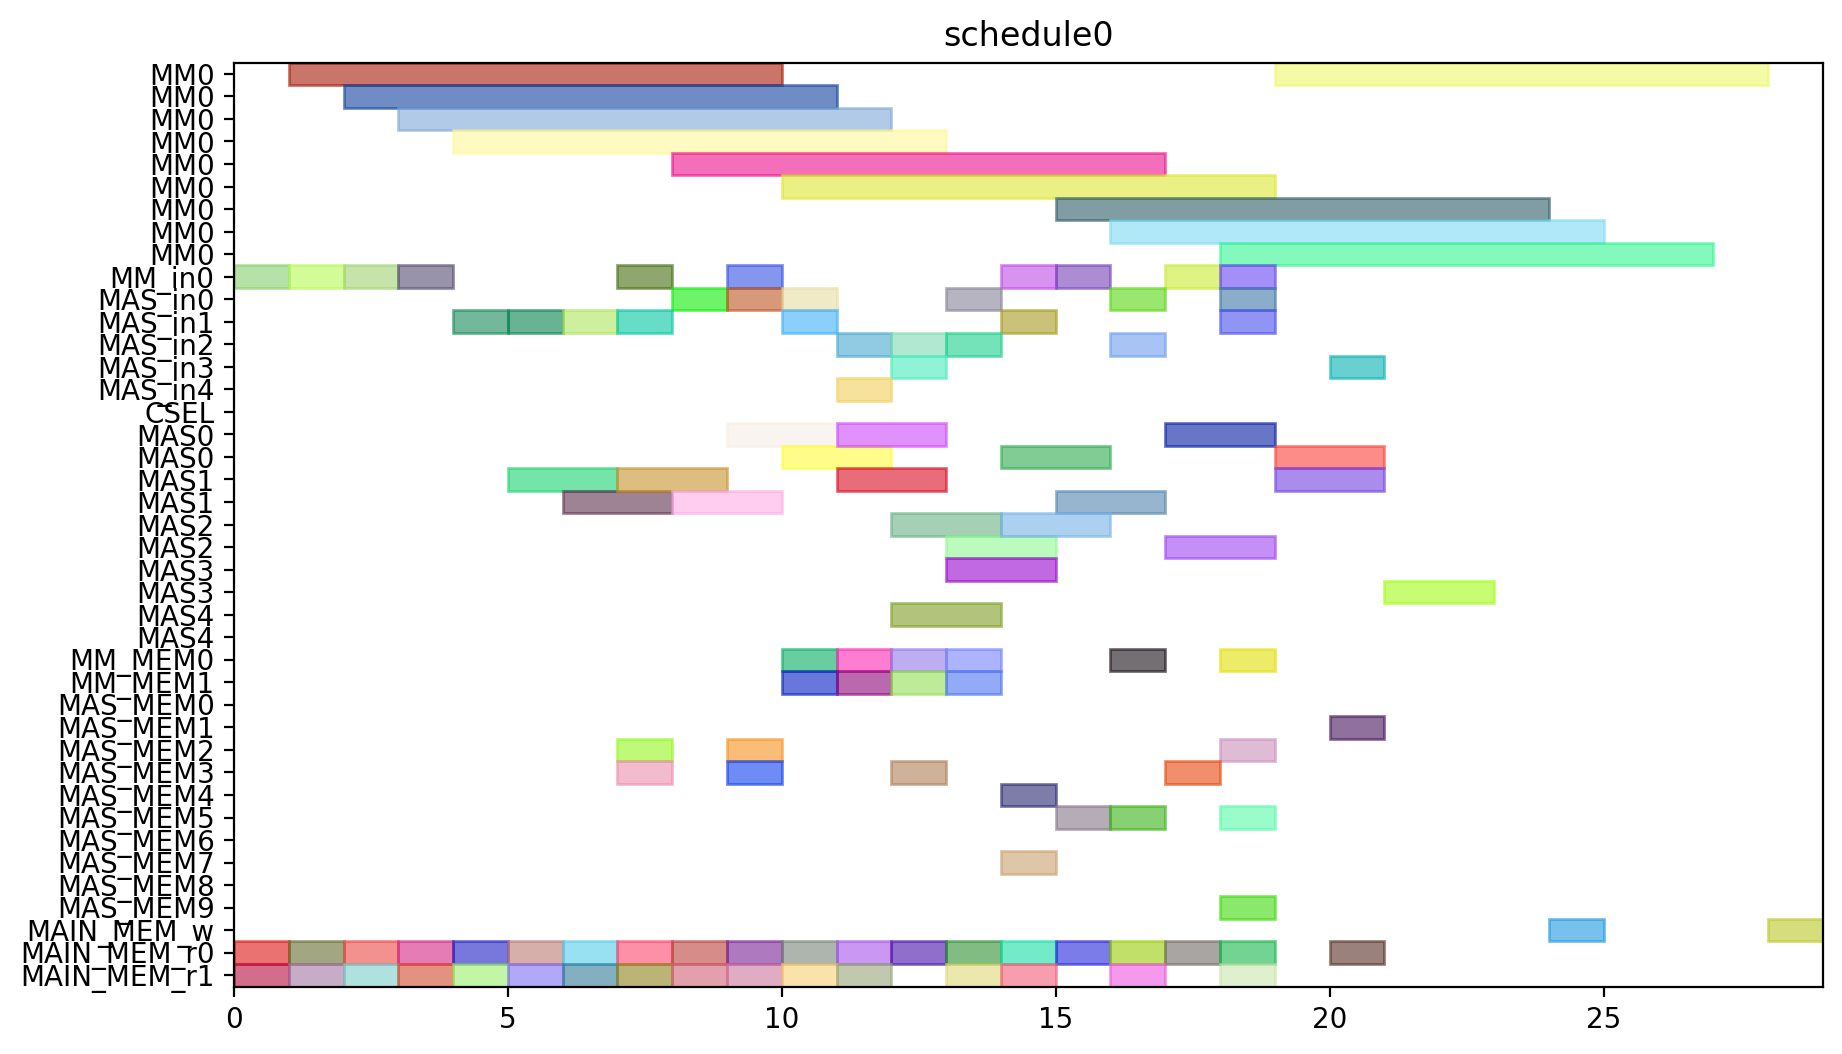 schedule0
MM0
MM0
MM0
MM0
MM0
MM0
MM0
MM0
MM0
MM_in0
MAS_in0
MAS_in1
MAS_in2
MAS_in3
MAS_in4
CSEL
MAS0
MAS0
MAS1
MAS1
MAS2
MAS2
MAS3
MAS3
MAS4
MAS4
MM_MEM0
MM_MEM1
MAS_MEM0
MAS_MEM1
MAS_MEM2
MAS_MEM3
MAS_MEM4
MAS_MEM5
MAS_MEM6
MAS_MEM7
MAS_MEM8
MAS_MEM9
MAIN_MEM_w
MAIN_MEM_r0
MAIN_MEM_r1
0 5 10 15 20 25